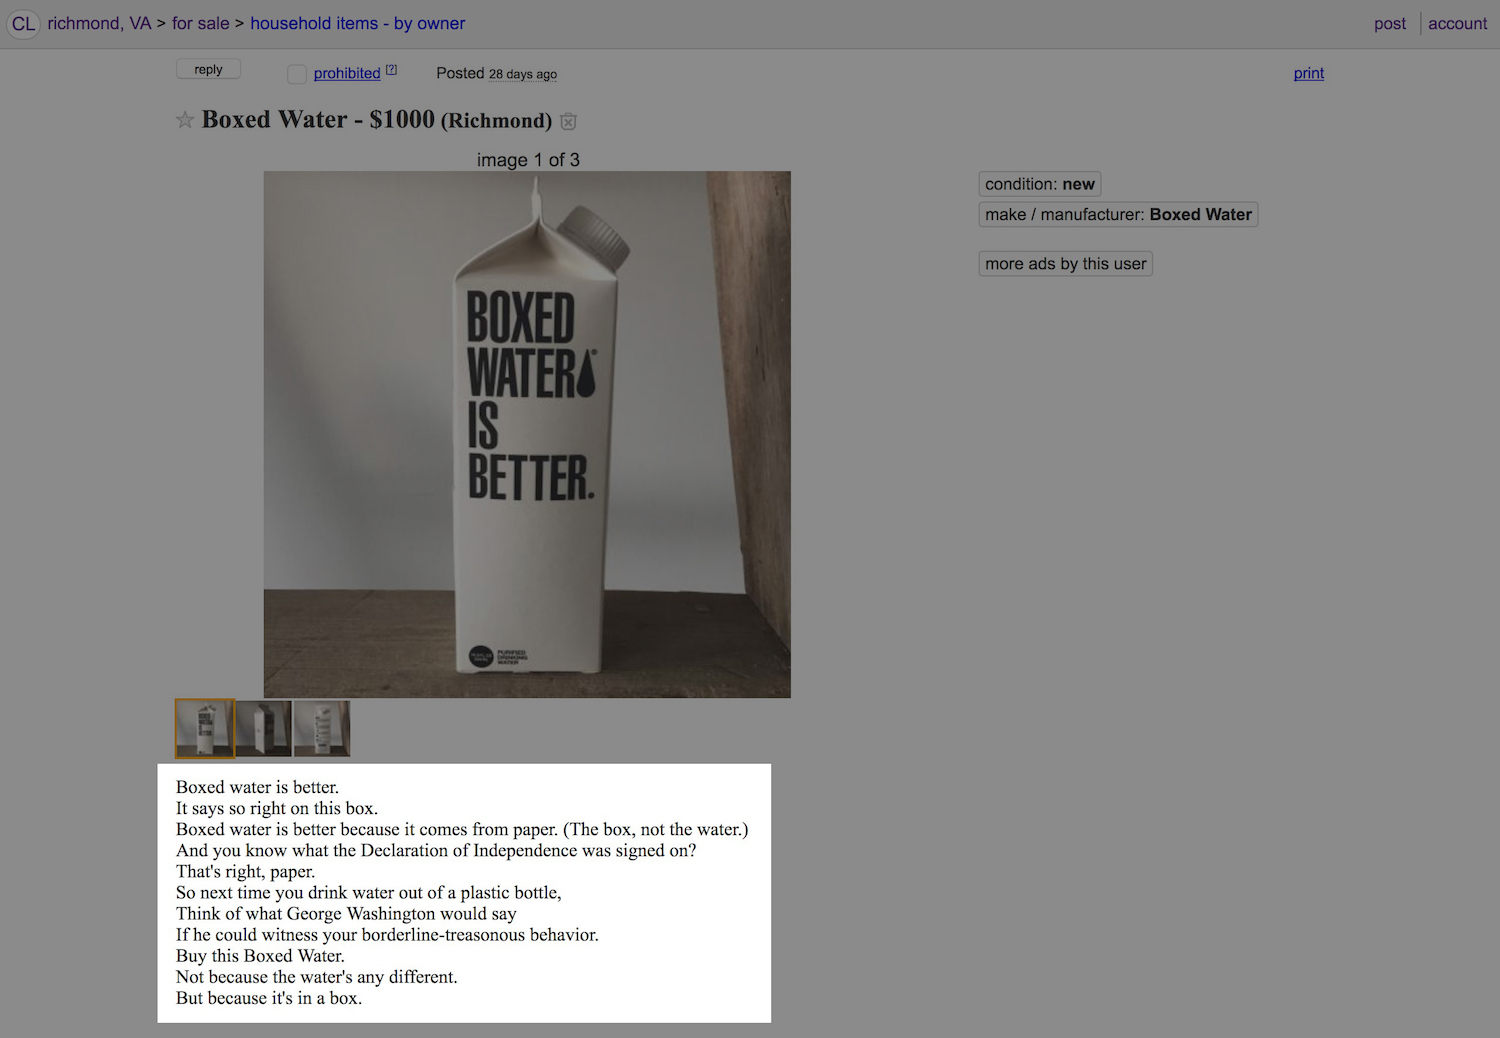 CL richmond, VA > for sale > household items - by owner post account
reply prohibited [?] Posted 28 days ago print
☆ Boxed Water - $1000 (Richmond)
image 1 of 3
BOXED
WATER
IS
BETTER.
PURIFIED
DRINKING
WATER
condition: new
make / manufacturer: Boxed Water
more ads by this user
Boxed water is better.
It says so right on this box.
Boxed water is better because it comes from paper. (The box, not the water.)
And you know what the Declaration of Independence was signed on?
That's right, paper.
So next time you drink water out of a plastic bottle,
Think of what George Washington would say
If he could witness your borderline-treasonous behavior.
Buy this Boxed Water.
Not because the water's any different.
But because it's in a box.